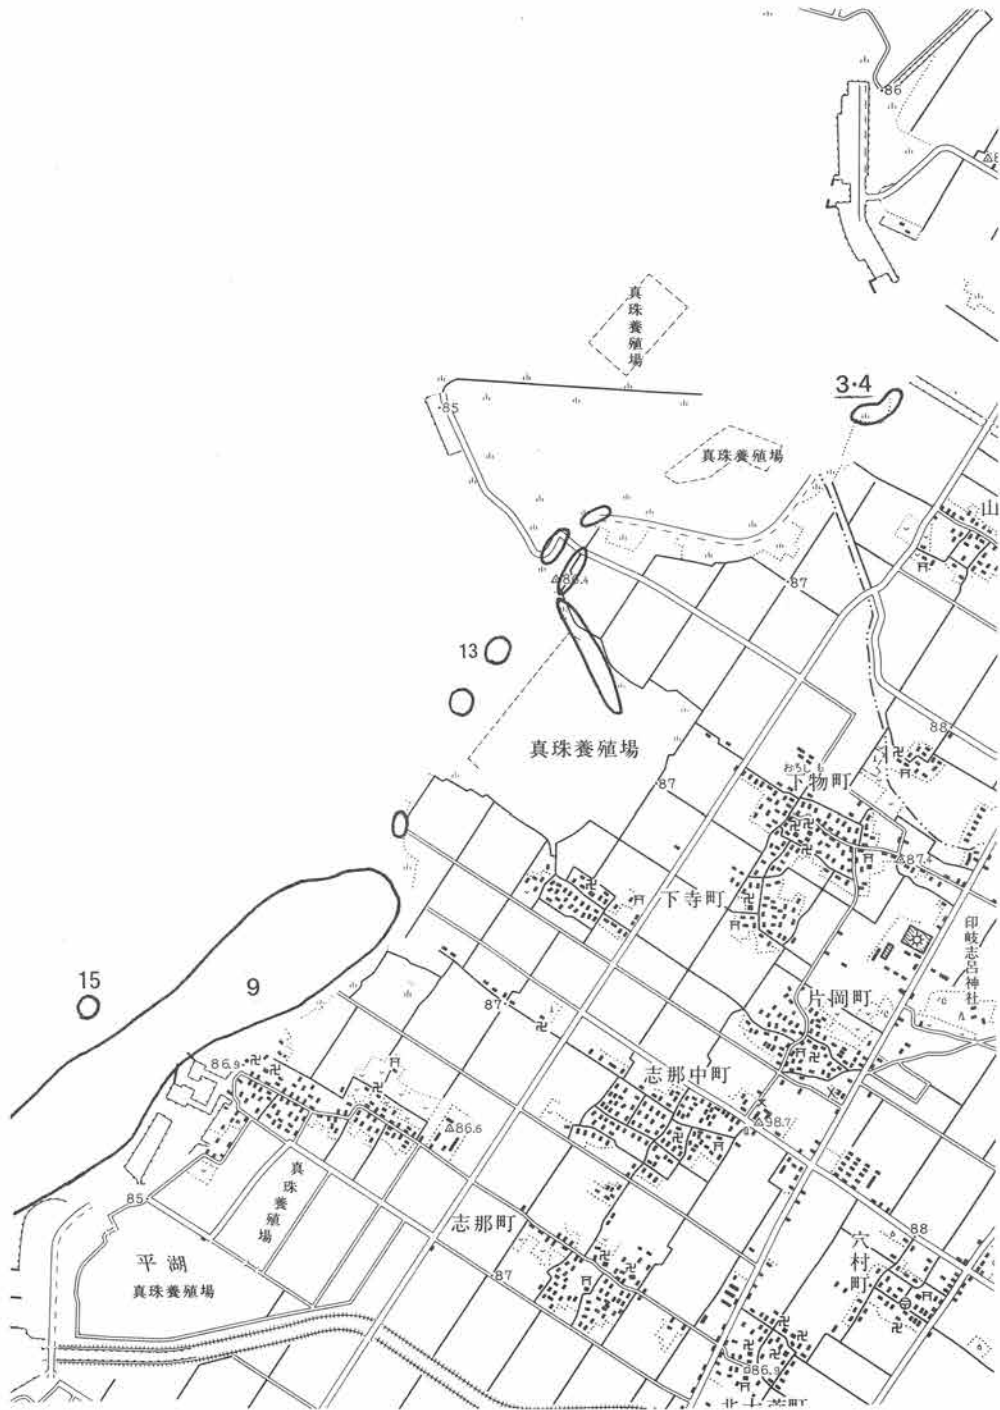 86
真珠養殖場
3・4
85
真珠養殖場
山
86.4
87
13
88
真珠養殖場
おろしも
下物町
87
87.4
下寺町
印岐志呂神社
15
9
片岡町
87
86.9
志那中町
98.7
86.6
真珠養殖場
85
志那町
88
六村町
平湖
87
真珠養殖場
86.9